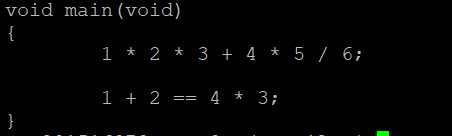 void main(void)
{
1 * 2 * 3 + 4 * 5 / 6;
1 + 2 == 4 * 3;
}